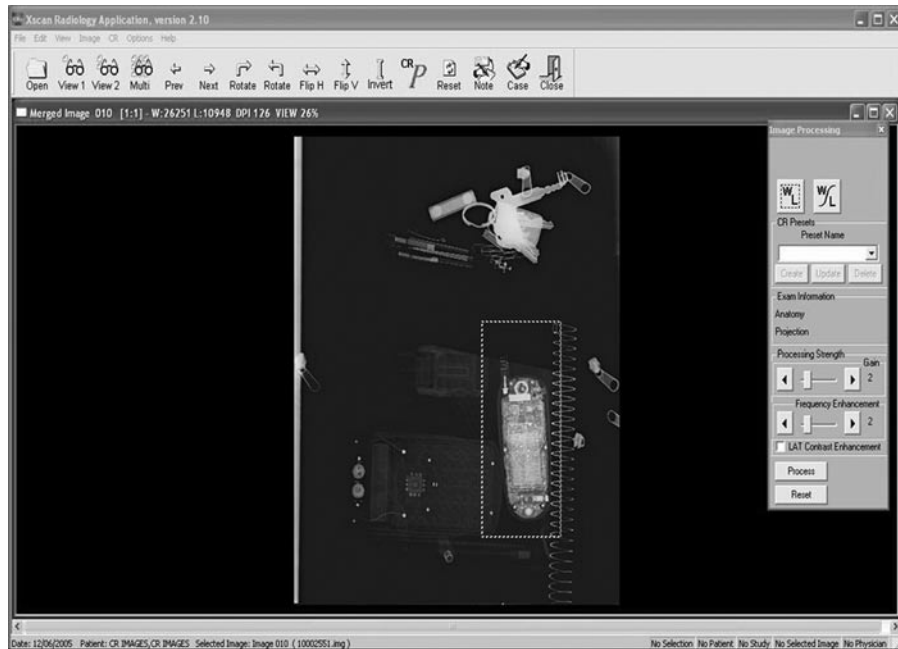 Xscan Radiology Application, version 2.10
File Edit View Image CR Options Help
CR P
Open View 1 View 2 Multi Prev Next Rotate Rotate Flip H Flip V Invert Reset Note Case Close
Merged Image 010 [1:1] - W:26251 L:10948 DPI 126 VIEW 26%
Image Processing
W L W L
CR Presets
Preset Name
Create Update Delete
Exam Information
Anatomy
Projection
Processing Strength
Gain
2
Frequency Enhancement
2
LAT Contrast Enhancement
Process
Reset
Date: 12/06/2005 Patient: CR IMAGES,CR IMAGES Selected Image: Image 010 ( 10002551.img ) No Selection No Patient No Study No Selected Image No Physician